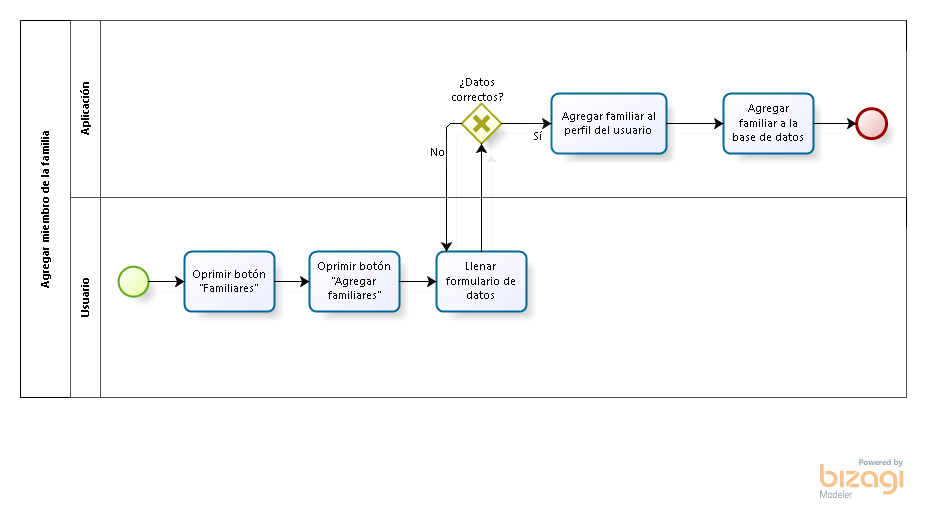 Agregar miembro de la familia
Aplicación
¿Datos
correctos?
No
Sí
Agregar familiar al
perfil del usuario
Agregar
familiar a la
base de datos
Usuario
Oprimir botón
"Familiares"
Oprimir botón
"Agregar
familiares"
Llenar
formulario de
datos
Powered by
bizagi
Modeler